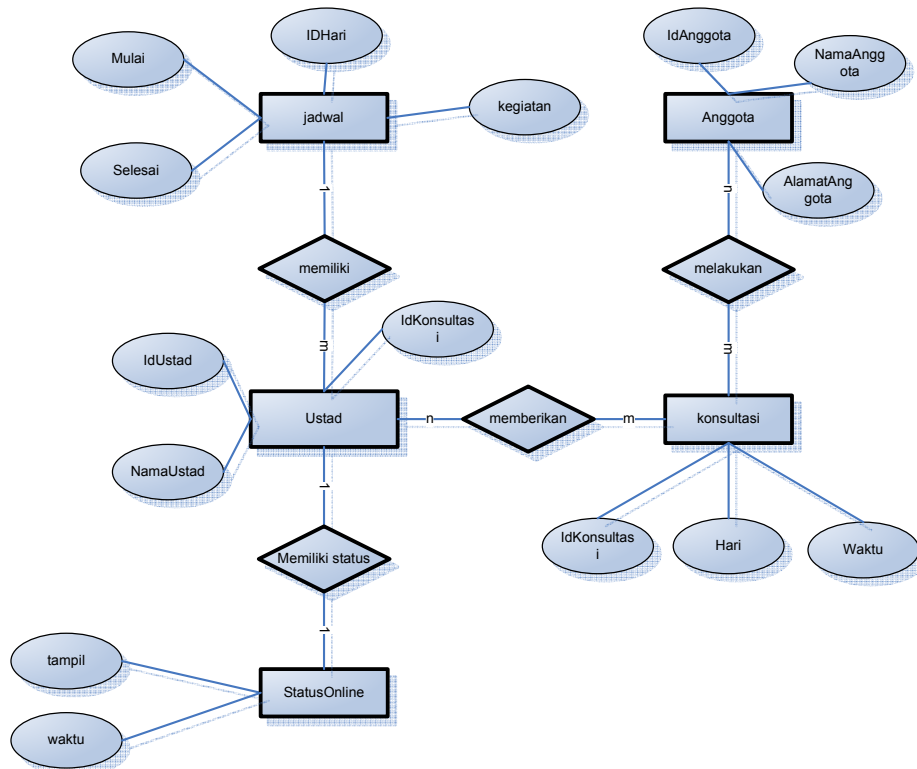 IDHari
IdAnggota
Mulai
NamaAngg
ota
kegiatan
jadwal
Anggota
Selesai
AlamatAng
gota
1
n
memiliki
melakukan
IdKonsultas
i
m
m
IdUstad
Ustad
n
memberikan
m
konsultasi
NamaUstad
1
IdKonsultas
i
Hari
Waktu
Memiliki status
1
tampil
StatusOnline
waktu